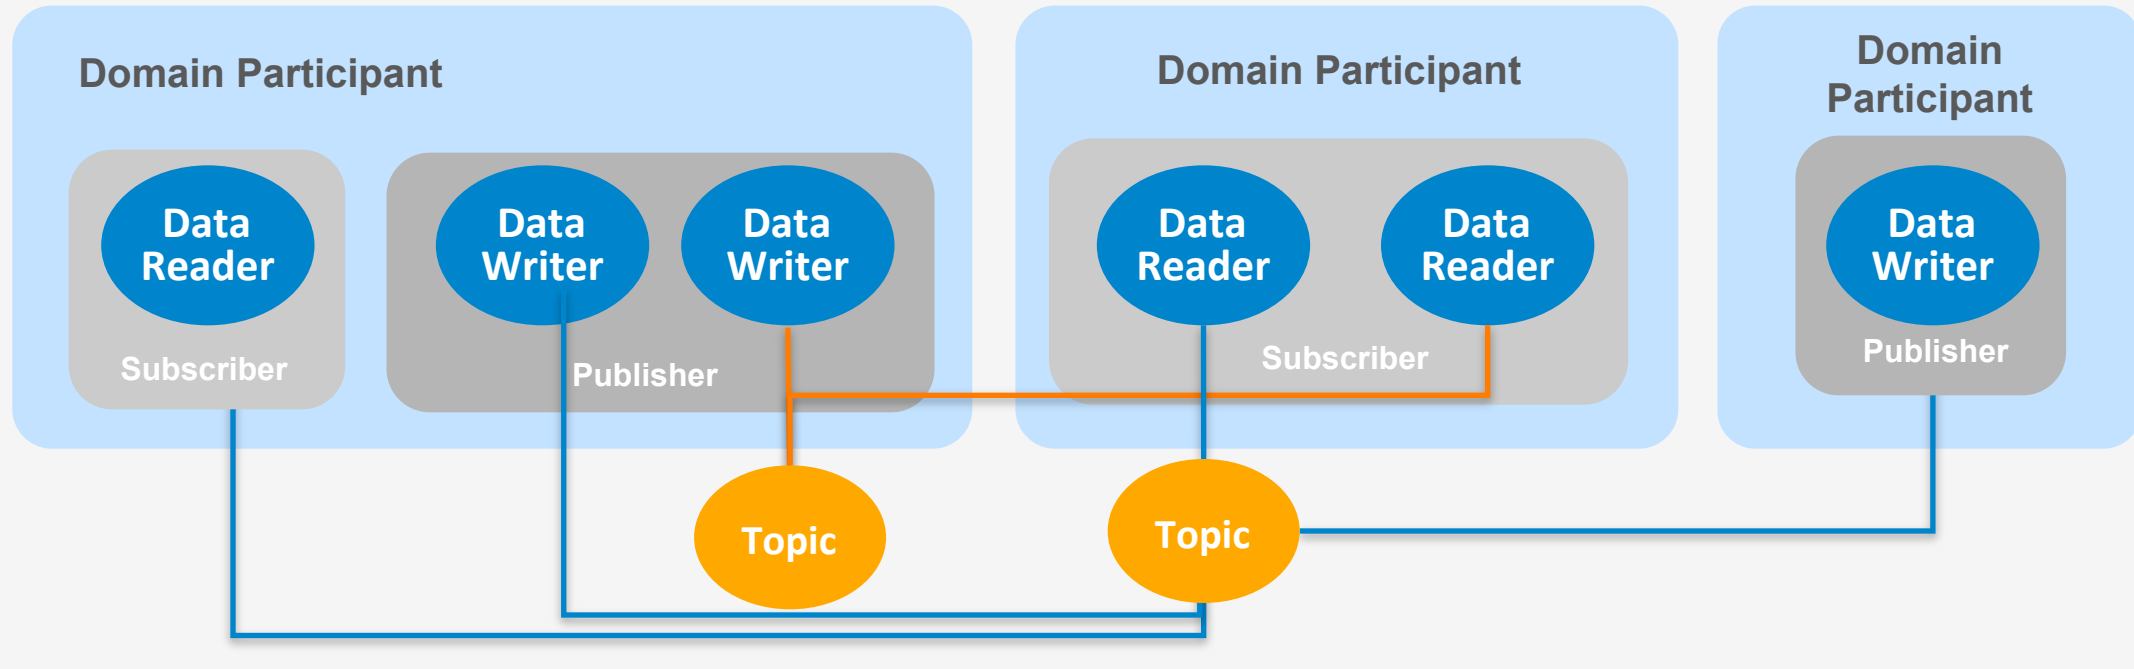 Domain Participant
Data
Reader
Subscriber
Data
Writer
Data
Writer
Publisher
Domain Participant
Data
Reader
Data
Reader
Subscriber
Domain
Participant
Data
Writer
Publisher
Topic
Topic